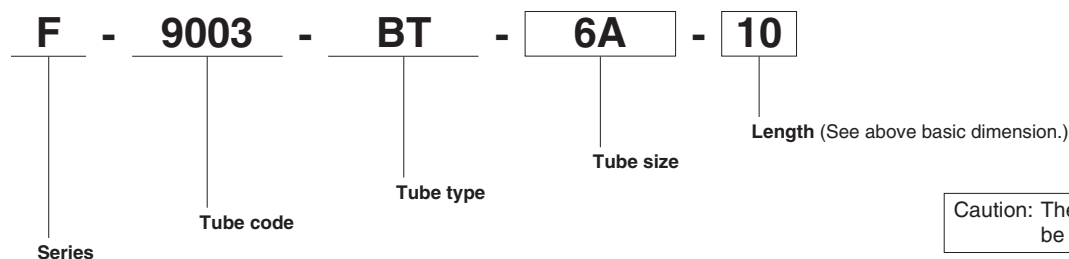 F - 9003 - BT - 6A - 10
Length (See above basic dimension.)
Tube size
Tube type
Tube code
Series
Caution: The
be